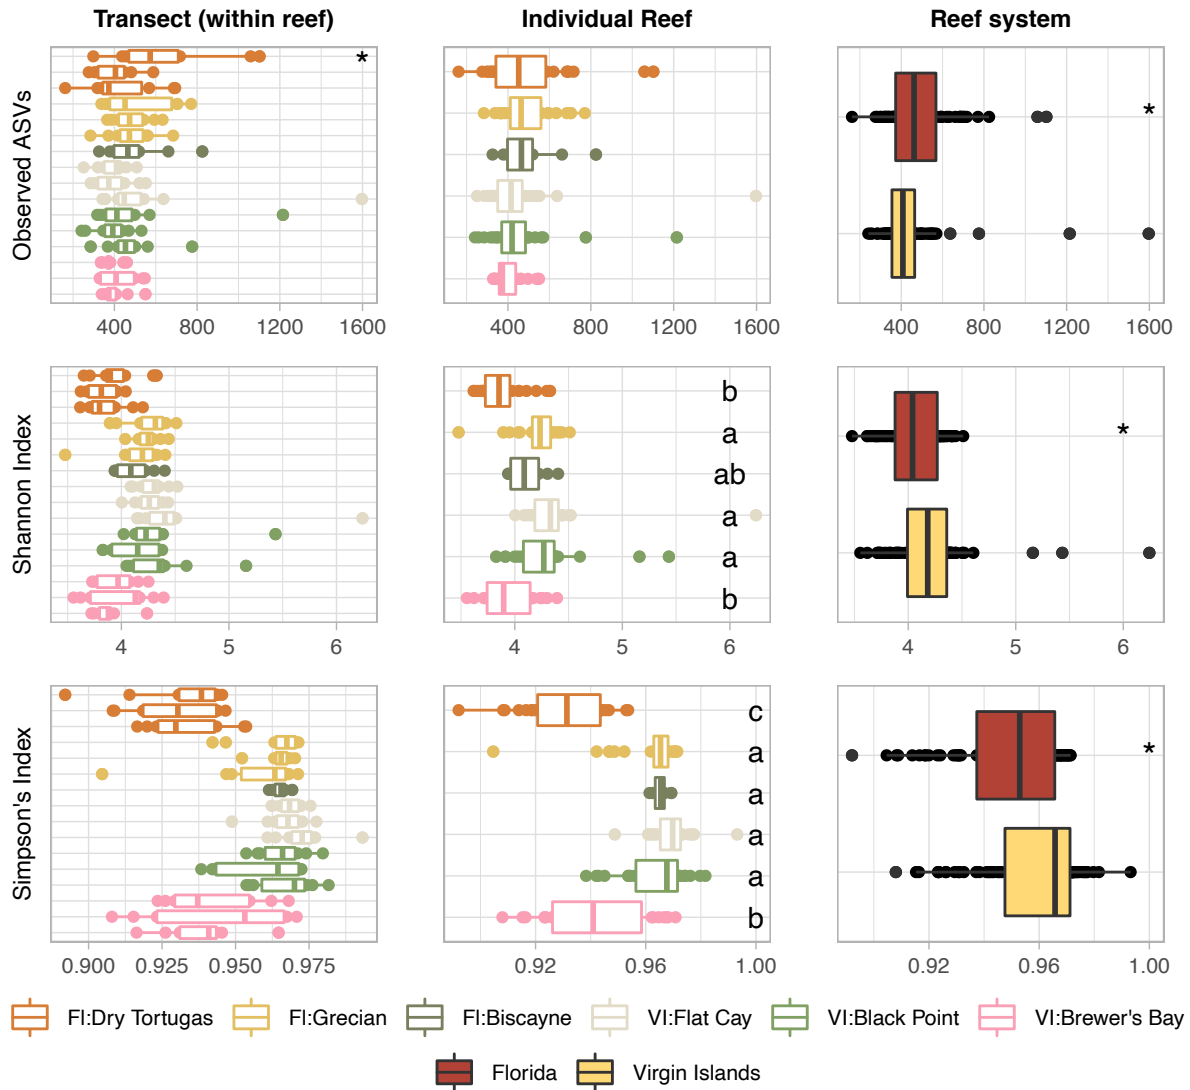 Transect (within reef) Individual Reef Reef system
Observed ASVs
*
*
400 800 1200 1600 400 800 1200 1600 400 800 1200 1600
Shannon Index
b
a
ab
a
a
b
*
4 5 6 4 5 6 4 5 6
Simpson's Index
c
a
a
a
a
b
*
0.900 0.925 0.950 0.975 0.92 0.96 1.00 0.92 0.96 1.00
Fl:Dry Tortugas Fl:Grecian Fl:Biscayne VI:Flat Cay VI:Black Point VI:Brewer's Bay
Florida Virgin Islands